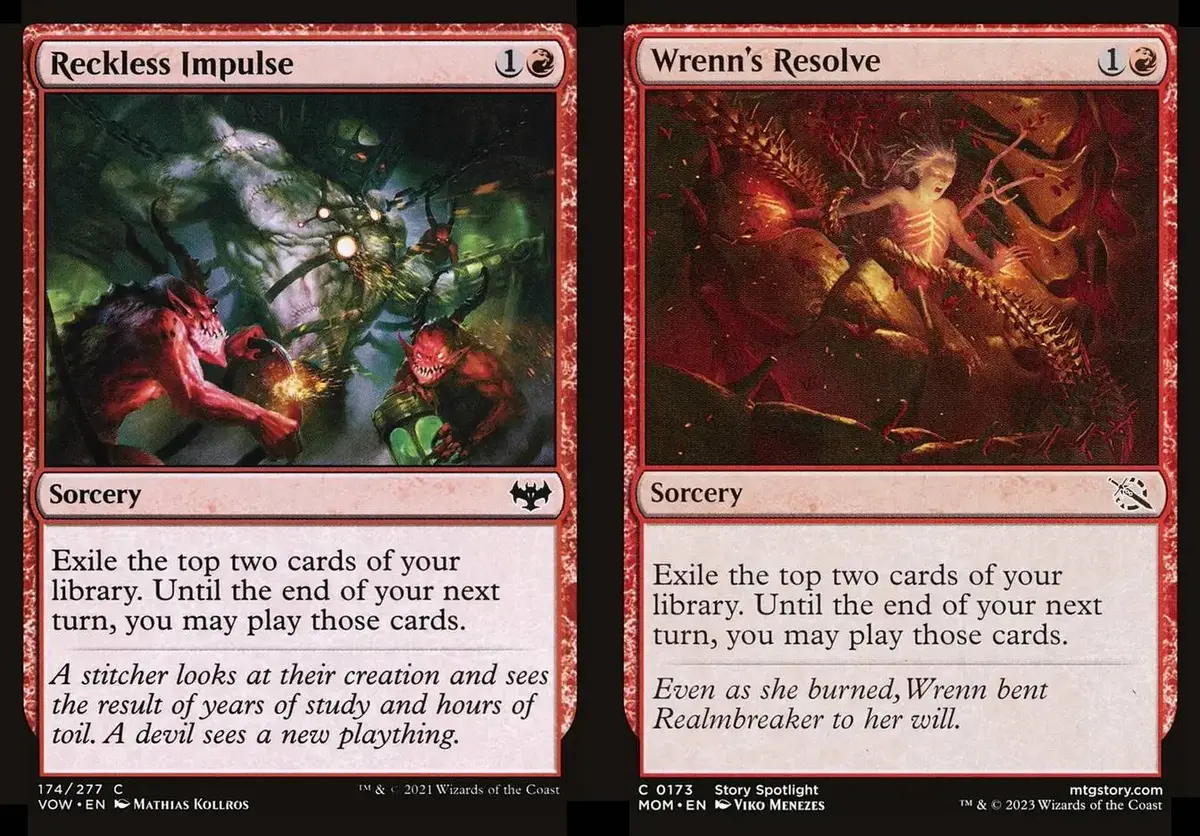 Reckless Impulse 1
Sorcery
Exile the top two cards of your
library. Until the end of your next
turn, you may play those cards.
A stitcher looks at their creation and sees
the result of years of study and hours of
toil. A devil sees a new plaything.
174/277 C
VOW • EN Mathias Kollros
™ & © 2021 Wizards of the Coast
Wrenn's Resolve 1
Sorcery
Exile the top two cards of your
library. Until the end of your next
turn, you may play those cards.
Even as she burned, Wrenn bent
Realmbreaker to her will.
C 0173 Story Spotlight
MOM • EN Viko Menezes
mtgstory.com
™ & © 2023 Wizards of the Coast